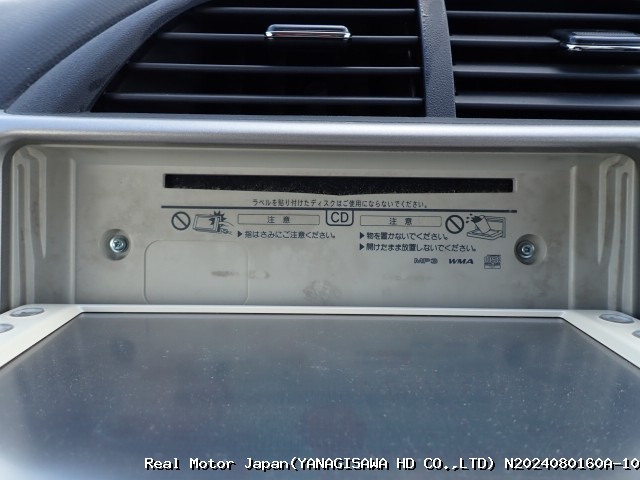 ラベルを貼り付けたディスクはご使用にならないでください。
注意 CD 注意
▶指はさみにご注意ください。
▶物を置かないでください。
▶開けたまま放置しないでください。
MP3 WMA
Real Motor Japan(YANAGISAWA HD CO.,LTD) N2024080160A-10